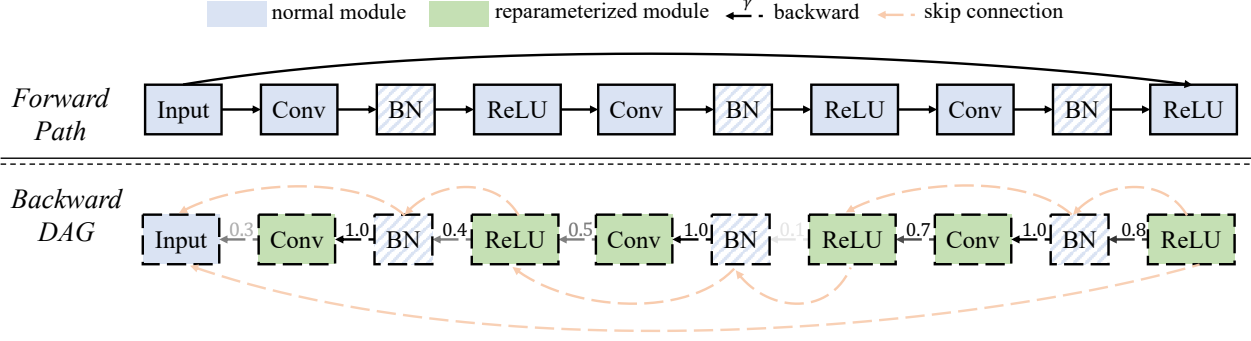 normal module reparameterized module γ backward skip connection
Forward Path
Input Conv BN ReLU Conv BN ReLU Conv BN ReLU
Backward DAG
Input 0.3 Conv 1.0 BN 0.4 ReLU 0.5 Conv 1.0 BN 0.1 ReLU 0.7 Conv 1.0 BN 0.8 ReLU